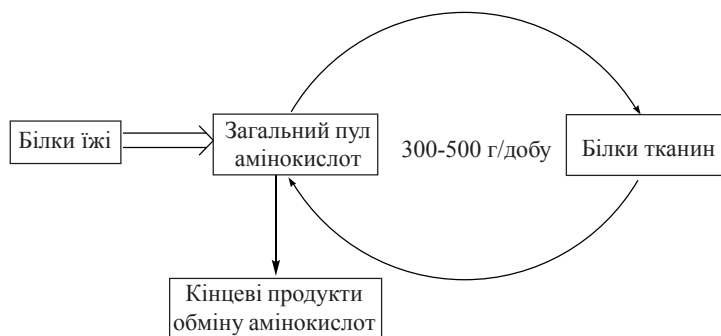 Білки їжі
Загальний пул
амінокислот
300-500 г/добу
Білки тканин
Кінцеві продукти
обміну амінокислот